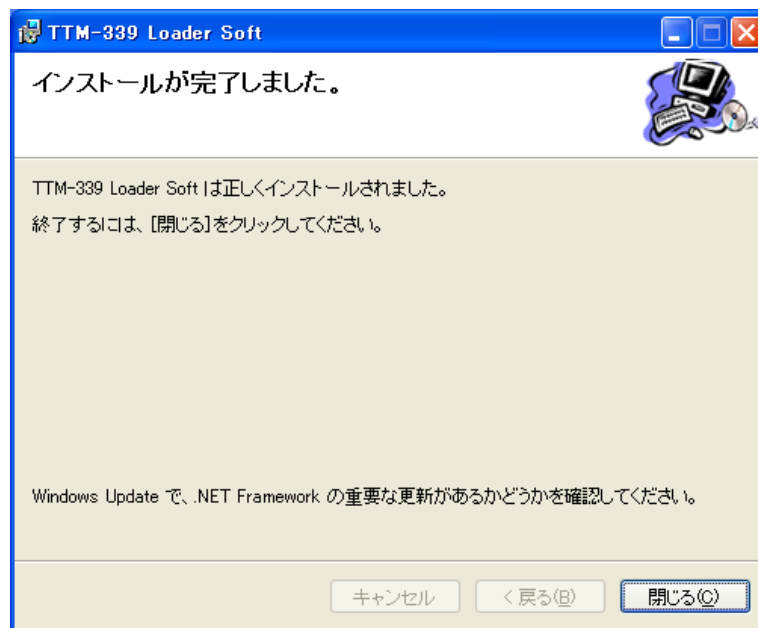 TTM-339 Loader Soft
インストールが完了しました。
TTM-339 Loader Soft は正しくインストールされました。
終了するには、[閉じる]をクリックしてください。
Windows Update で、.NET Framework の重要な更新があるかどうかを確認してください。
キャンセル
< 戻る(B)
閉じる(C)